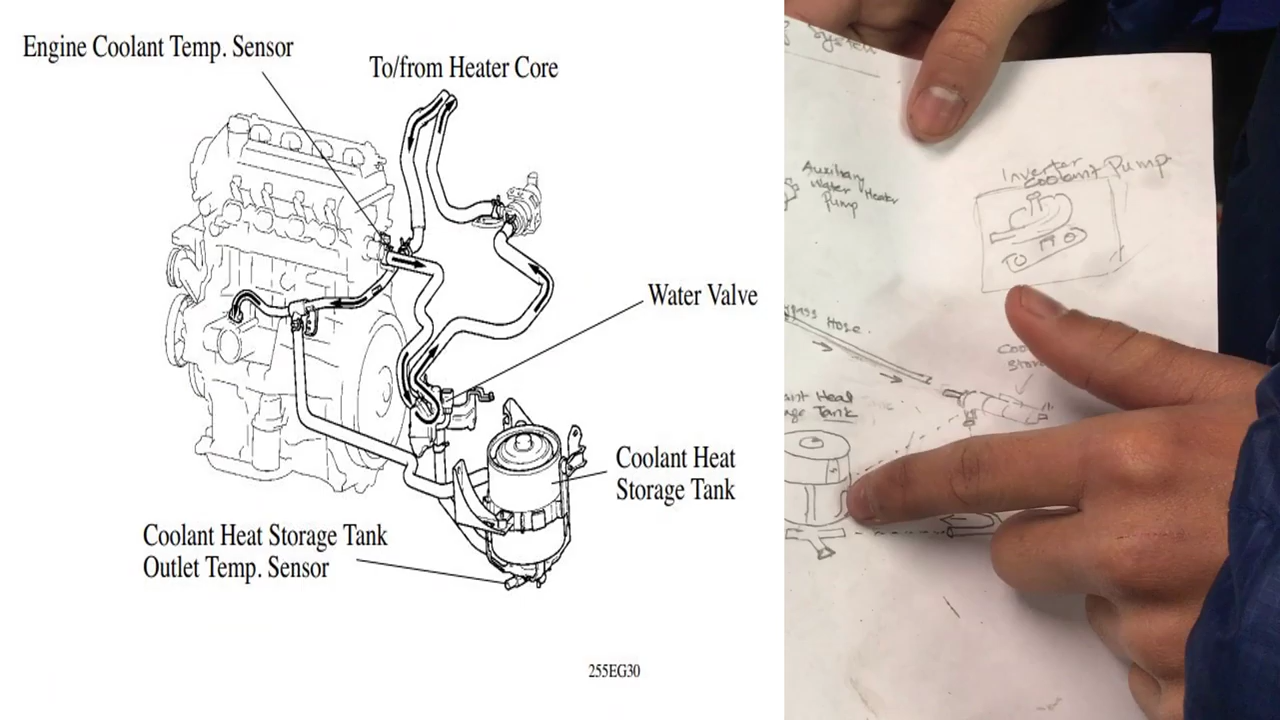 Engine Coolant Temp. Sensor
To/from Heater Core
Water Valve
Coolant Heat
Storage Tank
Coolant Heat Storage Tank
Outlet Temp. Sensor
255EG30
System
Auxiliary
Water Heater
Pump
Inverter
Coolant Pump
Hose.
Heat
Tank